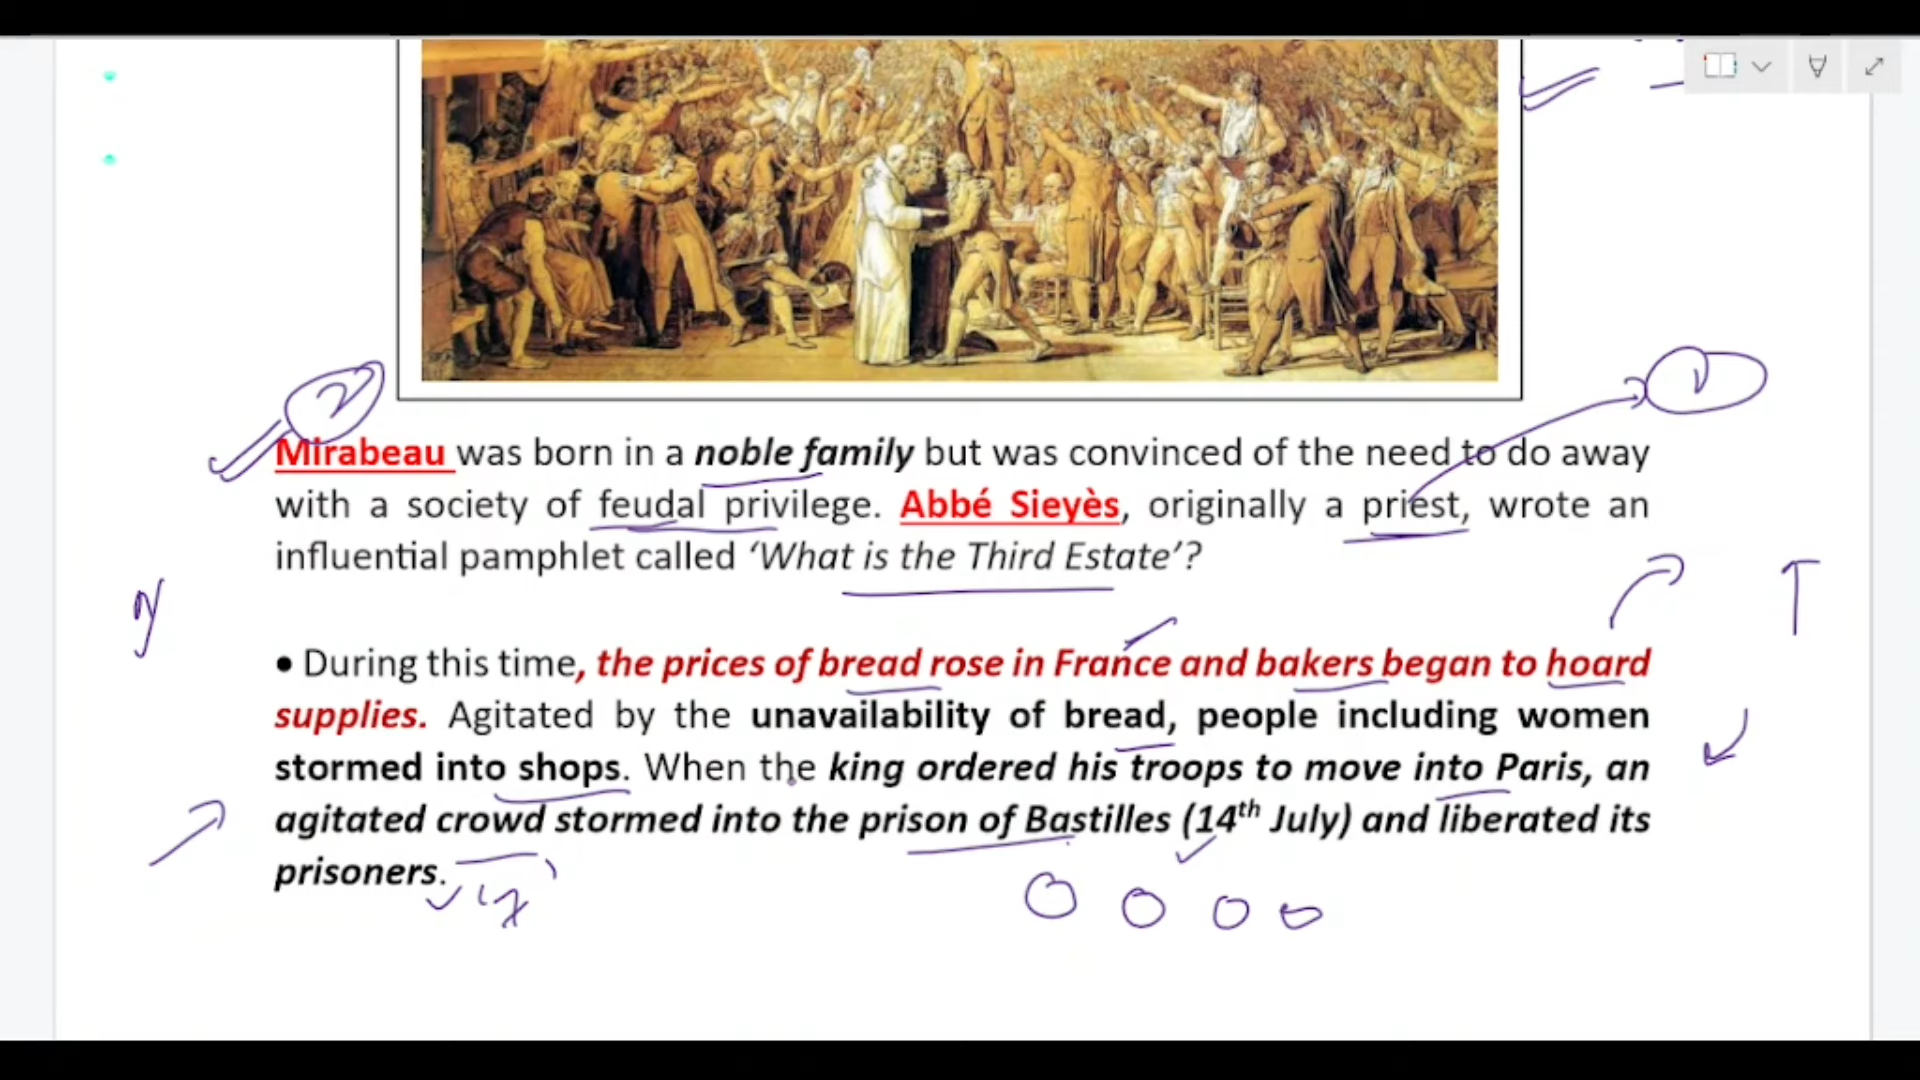 Mirabeau was born in a noble family but was convinced of the need to do away
with a society of feudal privilege. Abbé Sieyès, originally a priest, wrote an
influential pamphlet called ‘What is the Third Estate’?
• During this time, the prices of bread rose in France and bakers began to hoard
supplies. Agitated by the unavailability of bread, people including women
stormed into shops. When the king ordered his troops to move into Paris, an
agitated crowd stormed into the prison of Bastilles (14th July) and liberated its
prisoners.